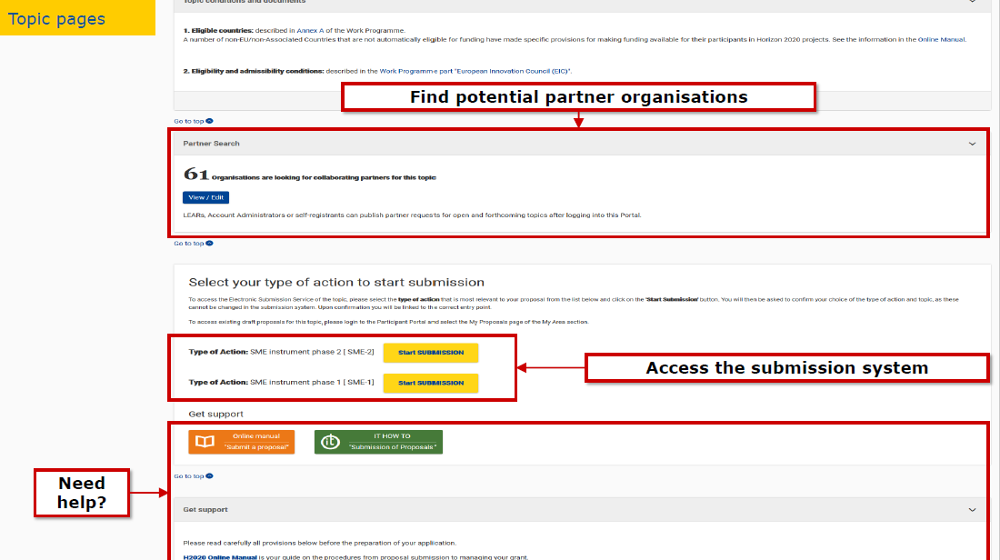 Topic pages
Topic conditions and documents
1. Eligible countries: described in Annex A of the Work Programme.
A number of non-EU/non-Associated Countries that are not automatically eligible for funding have made specific provisions for making funding available for their participants in Horizon 2020 projects. See the information in the Online Manual.
2. Eligibility and admissibility conditions: described in the Work Programme part "European Innovation Council (EIC)".
Find potential partner organisations
Go to top
Partner Search
61 Organisations are looking for collaborating partners for this topic
View / Edit
LEARs, Account Administrators or self-registrants can publish partner requests for open and forthcoming topics after logging into this Portal.
Go to top
Select your type of action to start submission
To access the Electronic Submission Service of the topic, please select the type of action that is most relevant to your proposal from the list below and click on the 'Start Submission' button. You will then be asked to confirm your choice of the type of action and topic, as these
cannot be changed in the submission system. Upon confirmation you will be linked to the correct entry point.
To access existing draft proposals for this topic, please login to the Participant Portal and select the My Proposals page of the My Area section.
Type of Action: SME instrument phase 2 [ SME-2]
Start SUBMISSION
Access the submission system
Type of Action: SME instrument phase 1 [ SME-1]
Start SUBMISSION
Get support
Online manual
"Submit a proposal"
it
IT HOW TO
"Submission of Proposals"
Go to top
Need
help?
Get support
Please read carefully all provisions below before the preparation of your application.
H2020 Online Manual is your guide on the procedures from proposal submission to managing your grant.